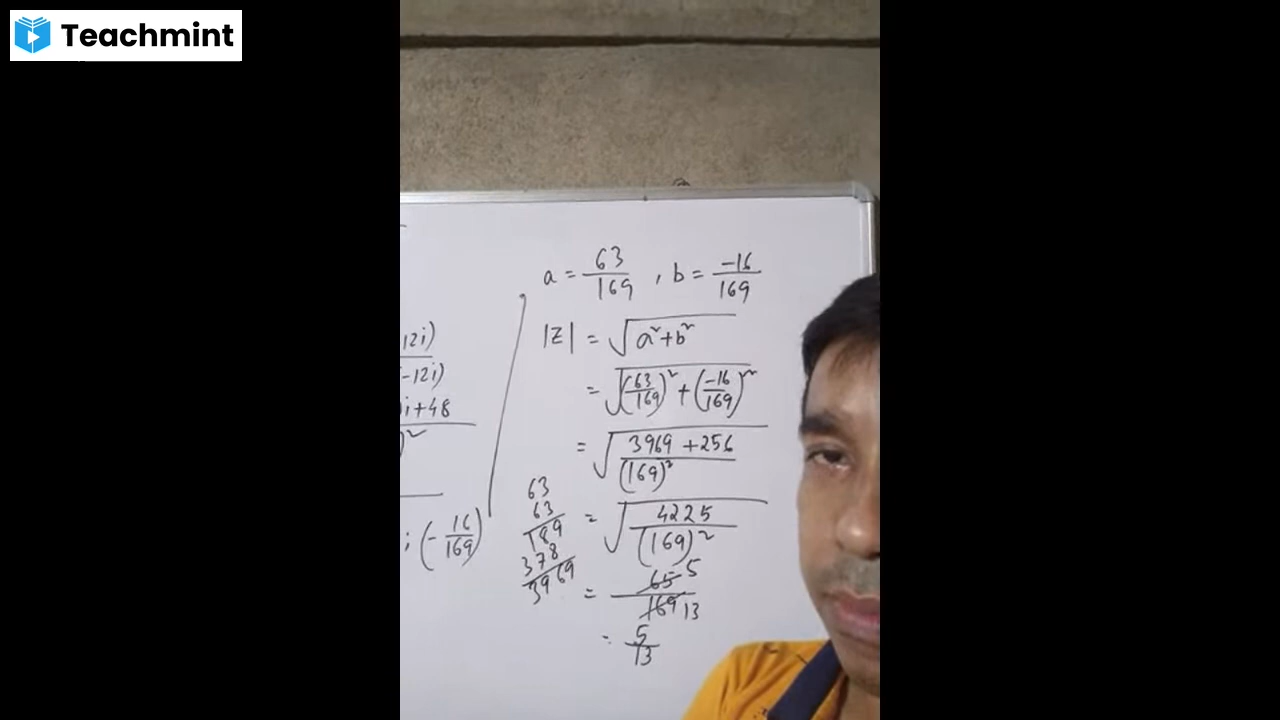 Teachmint
12i)
-12i)
i+48
)²
i(-16/169)
a = 63/169 , b = -16/169
|Z| = √(a²+b²)
= √((63/169)² + (-16/169)²)
= √((3969 + 256)/(169)²)
63
63
189
378
3969
= √(4225/(169)²)
= 65/169 5/13
= 5/13